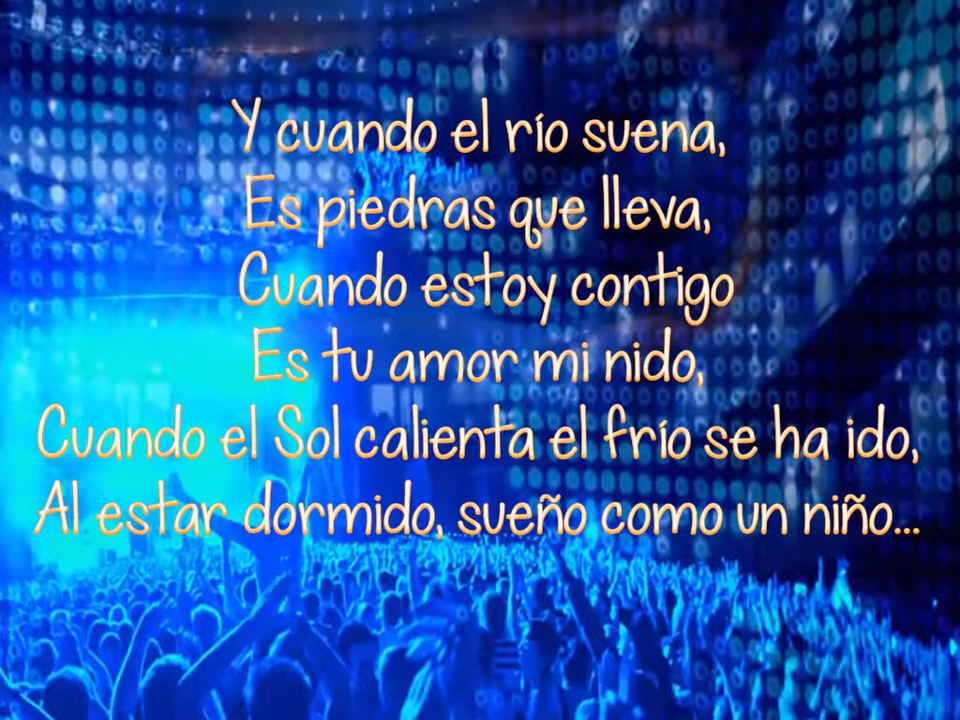 Y cuando el río suena,
Es piedras que lleva,
Cuando estoy contigo
Es tu amor mi nido,
Cuando el Sol calienta el frío se ha ido,
Al estar dormido, sueño como un niño...